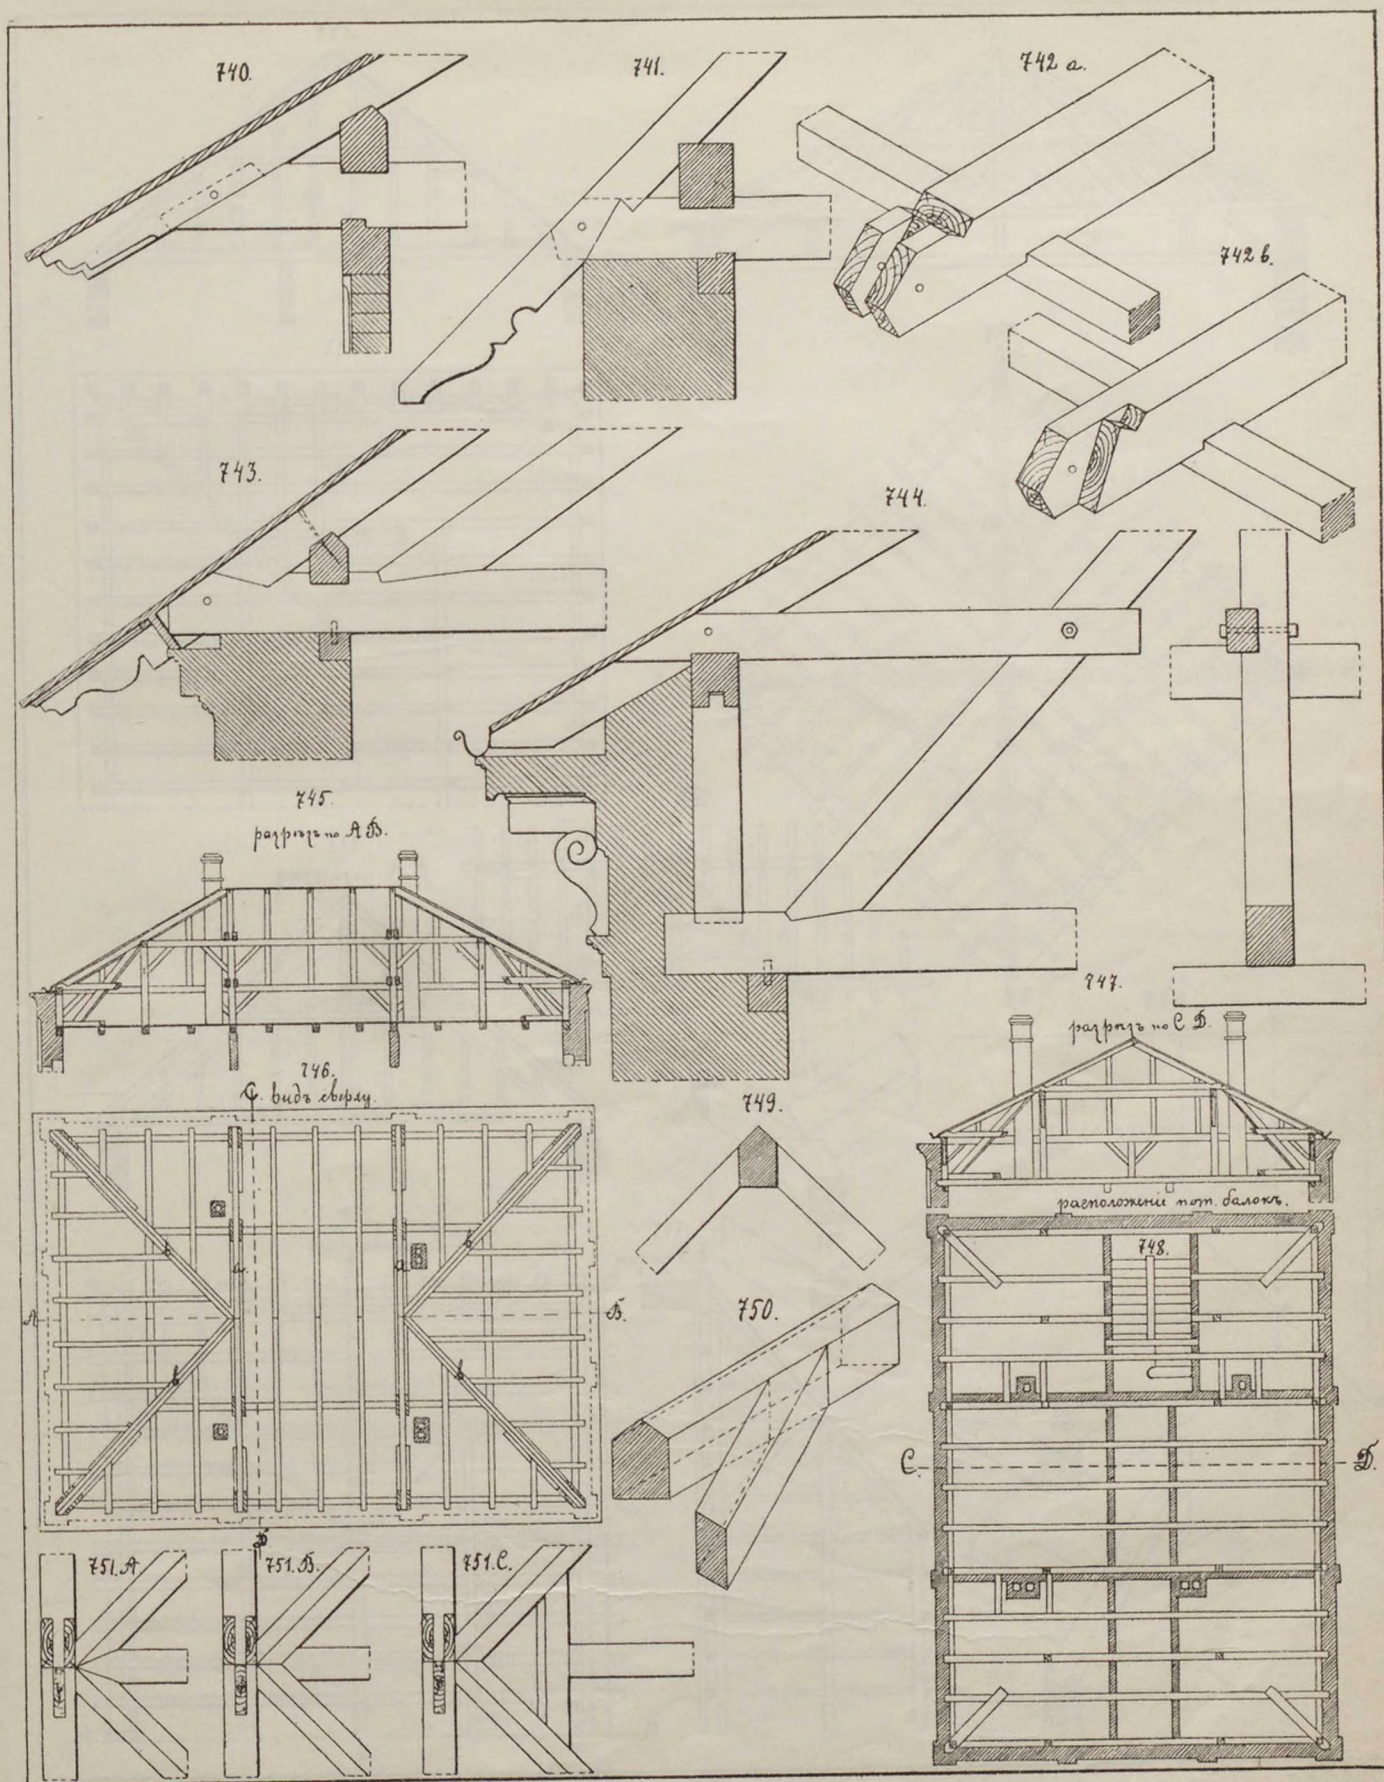 740.
741.
742 а.
742 в.
743.
744.
745.
разрѣзъ по А Б.
746.
С. видъ сверху.
747.
разрѣзъ по С Д.
749.
расположеніе пот. балокъ.
748.
а
а
А
Б.
750.
С.
Д.
Д
751.А
751.Б.
751.С.